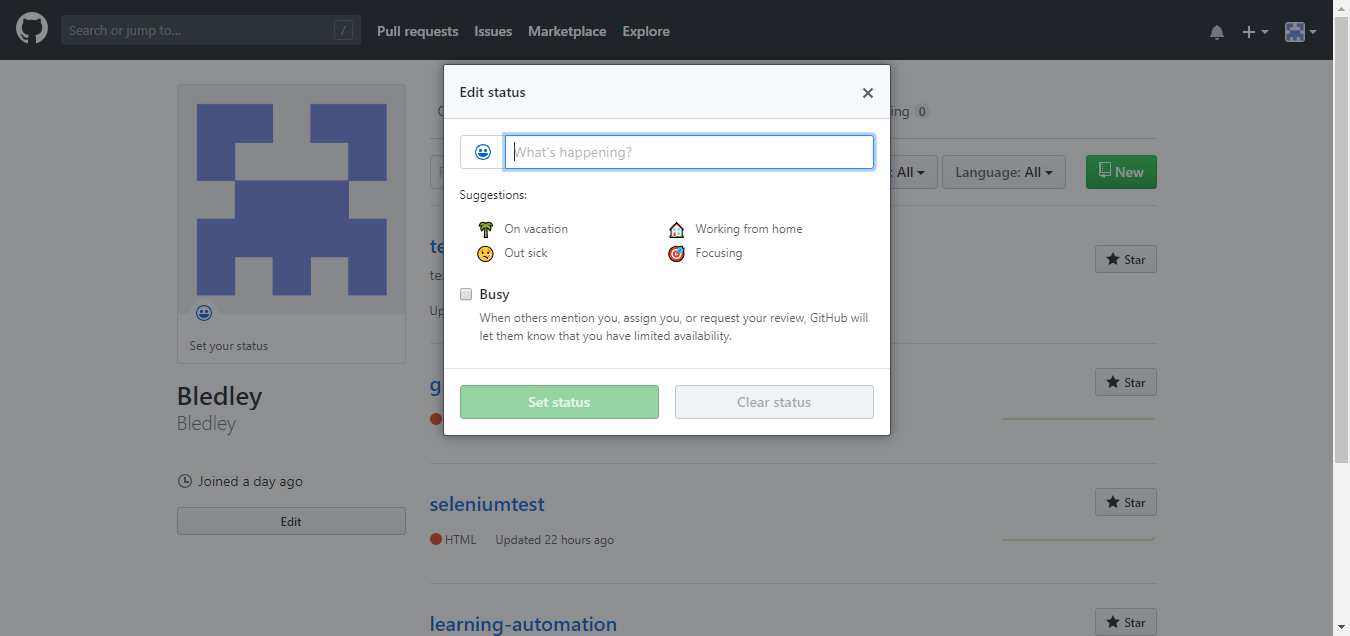 Search or jump to... /
Pull requests Issues Marketplace Explore
Edit status
What's happening?
Suggestions:
On vacation
Working from home
Out sick
Focusing
Busy
When others mention you, assign you, or request your review, GitHub will
let them know that you have limited availability.
Set status
Clear status
Set your status
Bledley
Bledley
Joined a day ago
Edit
ing 0
: All
Language: All
New
te
Star
tes
Up
g
Star
seleniumtest
Star
HTML Updated 22 hours ago
learning-automation
Star